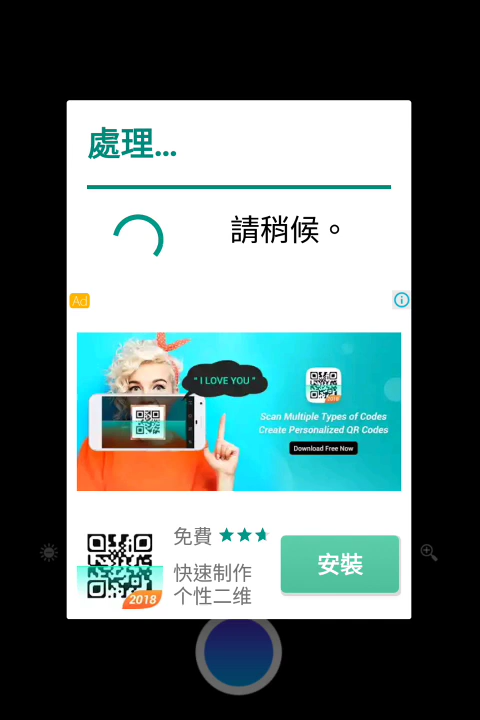 處理...
請稍候。
Ad
" I LOVE YOU "
2018
Scan Multiple Types of Codes
Create Personalized QR Codes
Download Free Now
免費
快速制作
个性二维
2018
安裝